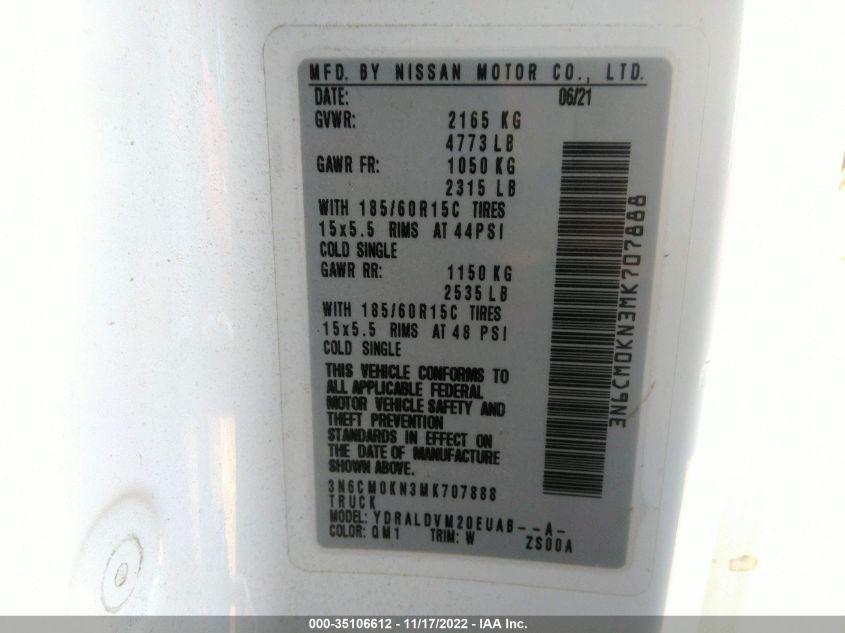 MFD. BY NISSAN MOTOR CO., LTD.
DATE: 06/21
GVWR: 2165 KG
4773 LB
GAWR FR: 1050 KG
2315 LB
WITH 185/60R15C TIRES
15x5.5 RIMS AT 44PSI
COLD SINGLE
GAWR RR: 1150 KG
2535 LB
WITH 185/60R15C TIRES
15x5.5 RIMS AT 48 PSI
COLD SINGLE
THIS VEHICLE CONFORMS TO
ALL APPLICABLE FEDERAL
MOTOR VEHICLE SAFETY AND
THEFT PREVENTION
STANDARDS IN EFFECT ON
THE DATE OF MANUFACTURE
SHOWN ABOVE.
3N6CM0KN3MK707888
TRUCK
MODEL: YDRALDVM20EUAB--A-
COLOR: QM1 TRIM: W ZS00A
3N6CM0KN3MK707888
000-35106612 - 11/17/2022 - IAA Inc.